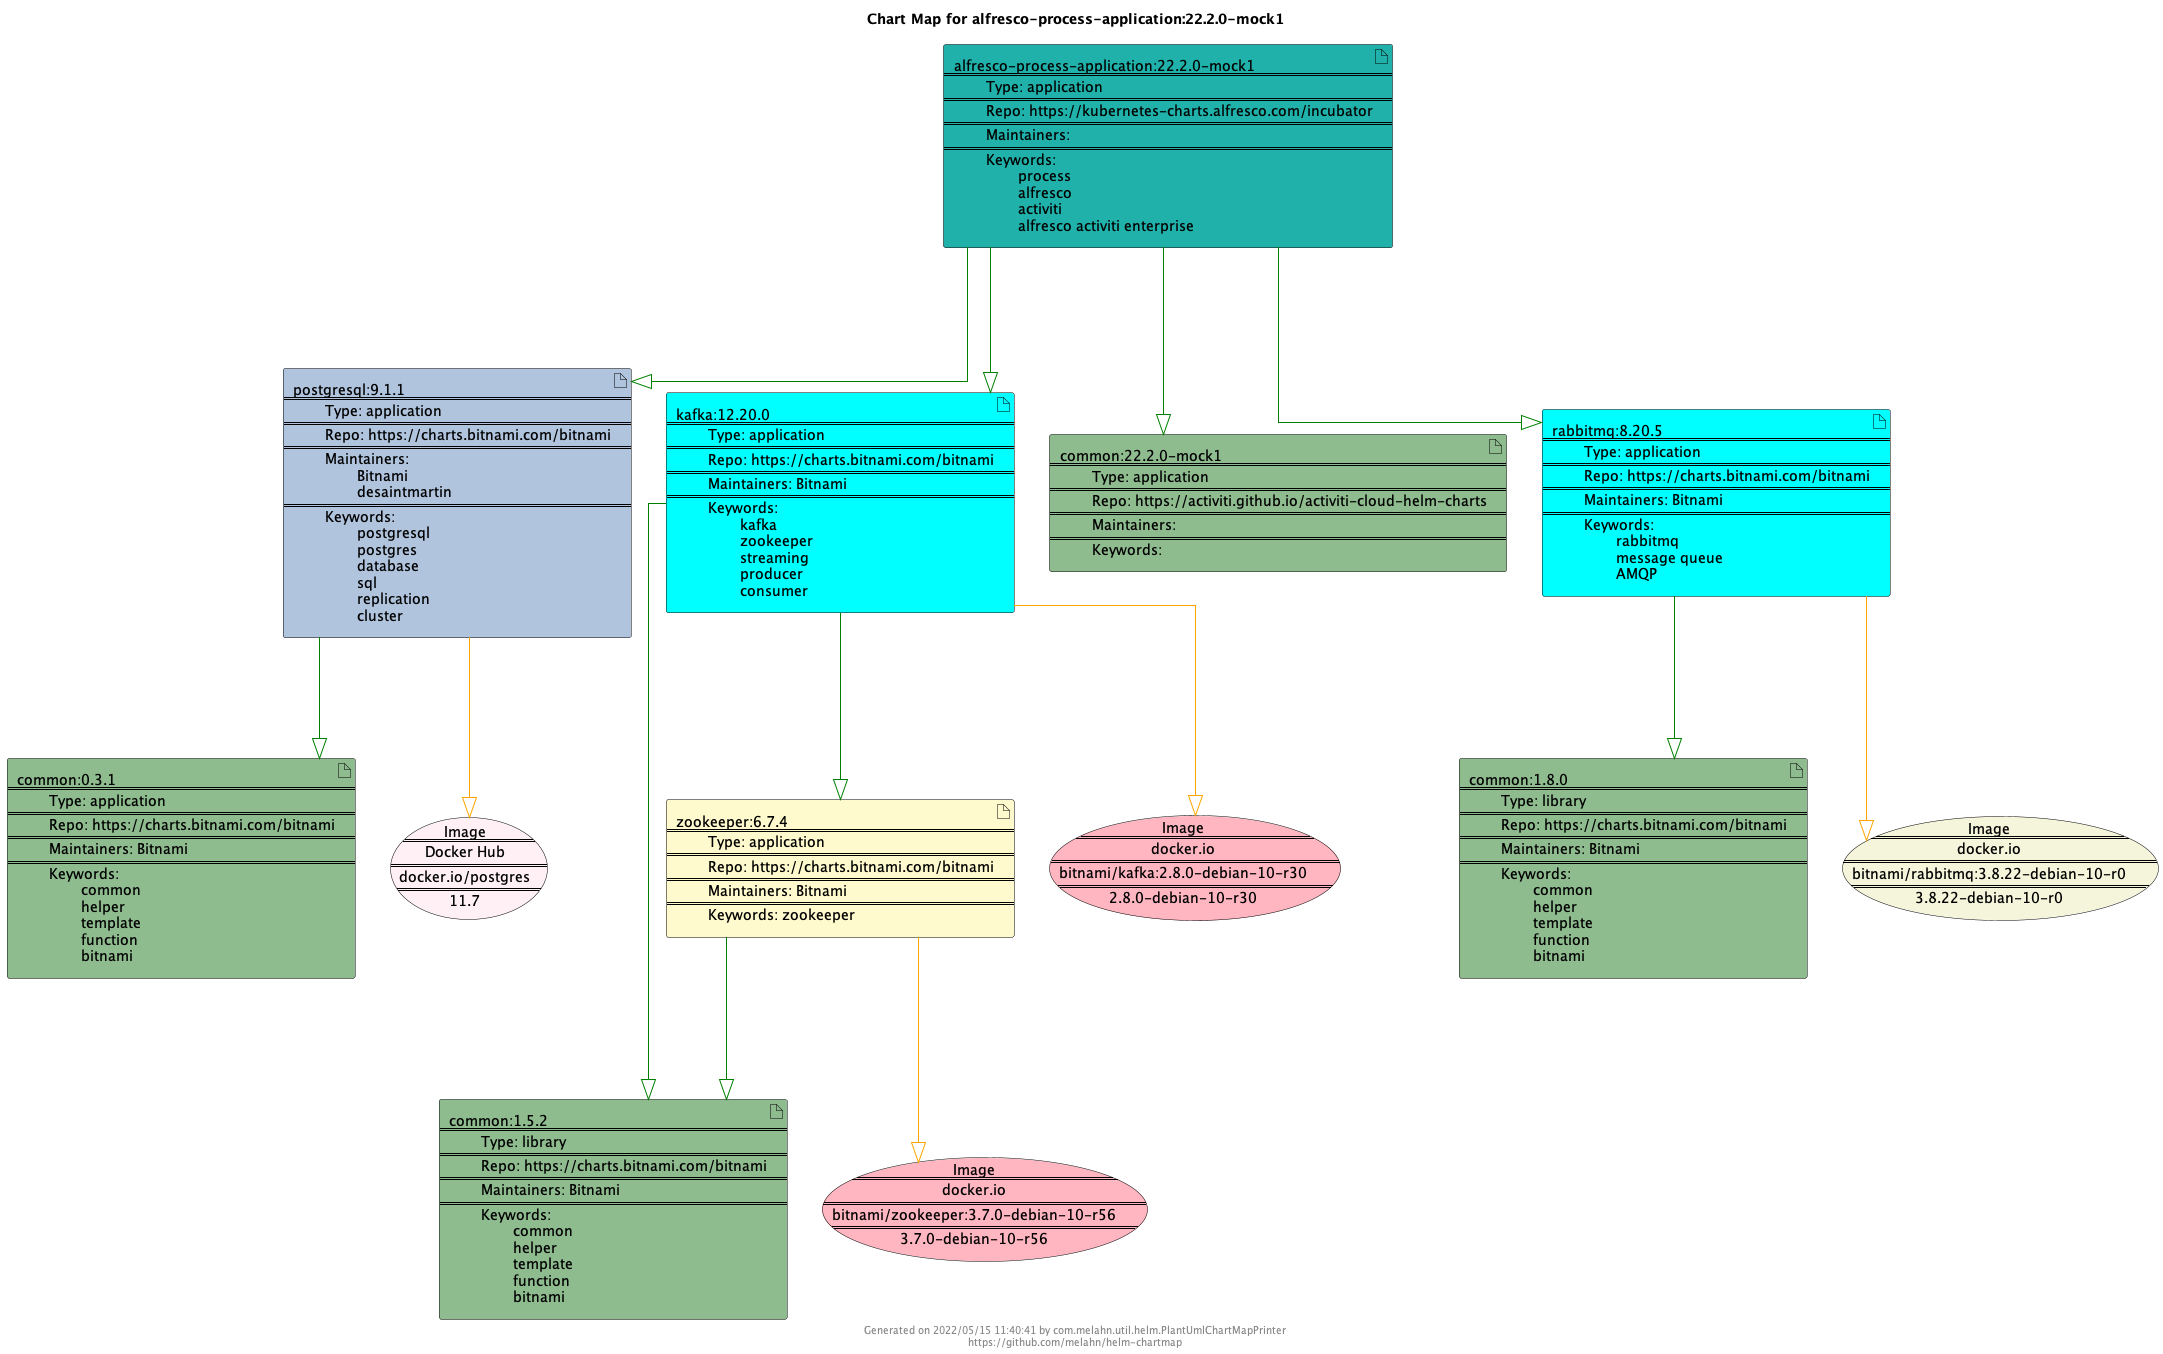 Chart Map for alfresco-process-application:22.2.0-mock1
alfresco-process-application:22.2.0-mock1
Type: application
Repo: https://kubernetes-charts.alfresco.com/incubator
Maintainers:
Keywords:
process
alfresco
activiti
alfresco activiti enterprise
postgresql:9.1.1
Type: application
Repo: https://charts.bitnami.com/bitnami
Maintainers:
Bitnami
desaintmartin
Keywords:
postgresql
postgres
database
sql
replication
cluster
kafka:12.20.0
Type: application
Repo: https://charts.bitnami.com/bitnami
Maintainers: Bitnami
Keywords:
kafka
zookeeper
streaming
producer
consumer
common:22.2.0-mock1
Type: application
Repo: https://activiti.github.io/activiti-cloud-helm-charts
Maintainers:
Keywords:
rabbitmq:8.20.5
Type: application
Repo: https://charts.bitnami.com/bitnami
Maintainers: Bitnami
Keywords:
rabbitmq
message queue
AMQP
common:0.3.1
Type: application
Repo: https://charts.bitnami.com/bitnami
Maintainers: Bitnami
Keywords:
common
helper
template
function
bitnami
Image
Docker Hub
docker.io/postgres
11.7
zookeeper:6.7.4
Type: application
Repo: https://charts.bitnami.com/bitnami
Maintainers: Bitnami
Keywords: zookeeper
Image
docker.io
bitnami/kafka:2.8.0-debian-10-r30
2.8.0-debian-10-r30
common:1.8.0
Type: library
Repo: https://charts.bitnami.com/bitnami
Maintainers: Bitnami
Keywords:
common
helper
template
function
bitnami
Image
docker.io
bitnami/rabbitmq:3.8.22-debian-10-r0
3.8.22-debian-10-r0
common:1.5.2
Type: library
Repo: https://charts.bitnami.com/bitnami
Maintainers: Bitnami
Keywords:
common
helper
template
function
bitnami
Image
docker.io
bitnami/zookeeper:3.7.0-debian-10-r56
3.7.0-debian-10-r56
Generated on 2022/05/15 11:40:41 by com.melahn.util.helm.PlantUmlChartMapPrinter
https://github.com/melahn/helm-chartmap